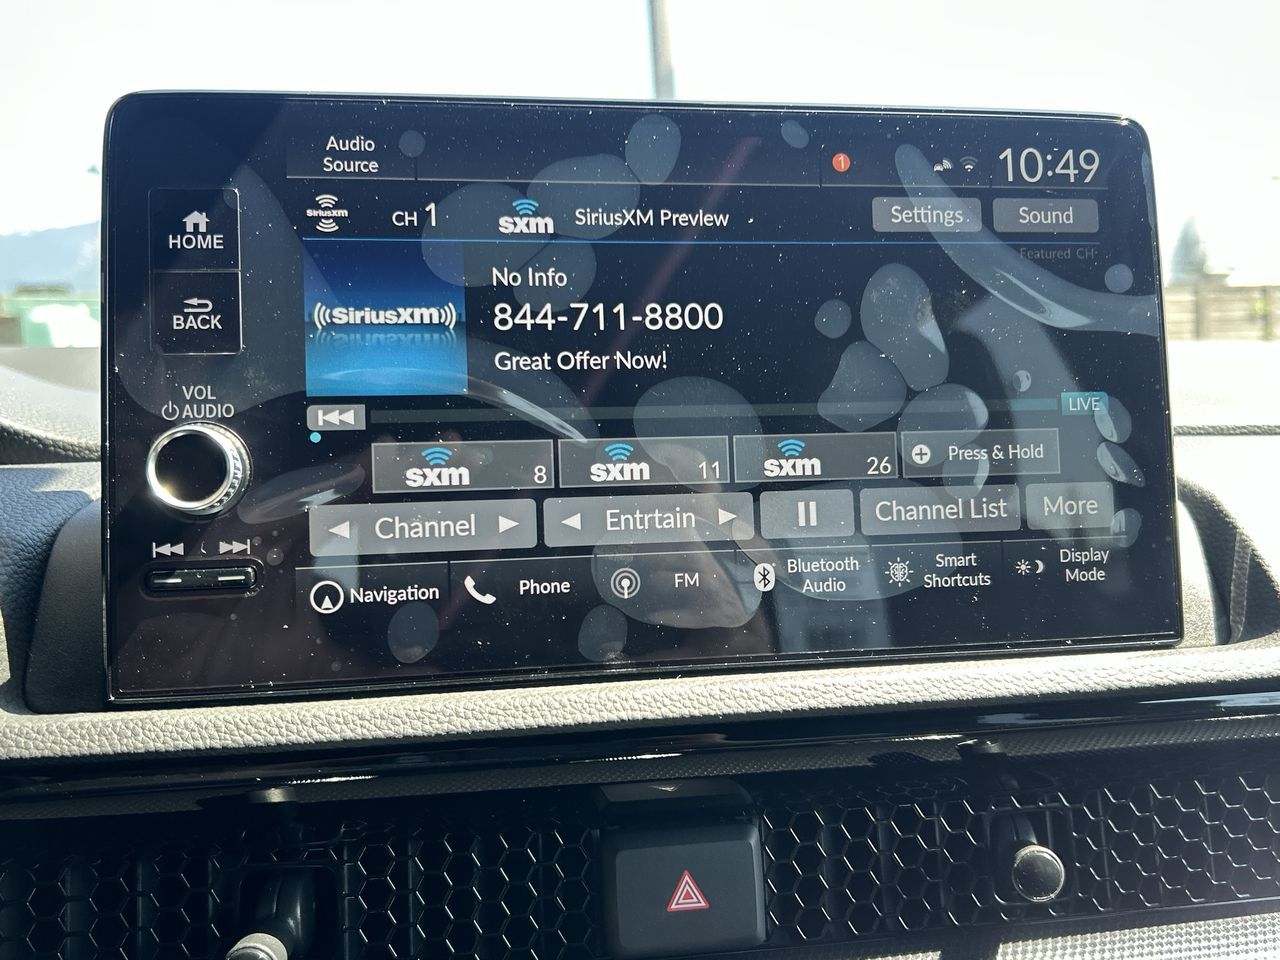 Audio
Source
1
10:49
HOME
BACK
VOL
AUDIO
SiriusXM
CH 1
sxm
SiriusXM Preview
Settings
Sound
Featured CH
((SiriusXM))
No Info
844-711-8800
Great Offer Now!
LIVE
sxm 8
sxm 11
sxm 26
Press & Hold
Channel
Entrtain
Channel List
More
Navigation
Phone
FM
Bluetooth
Audio
Smart
Shortcuts
Display
Mode